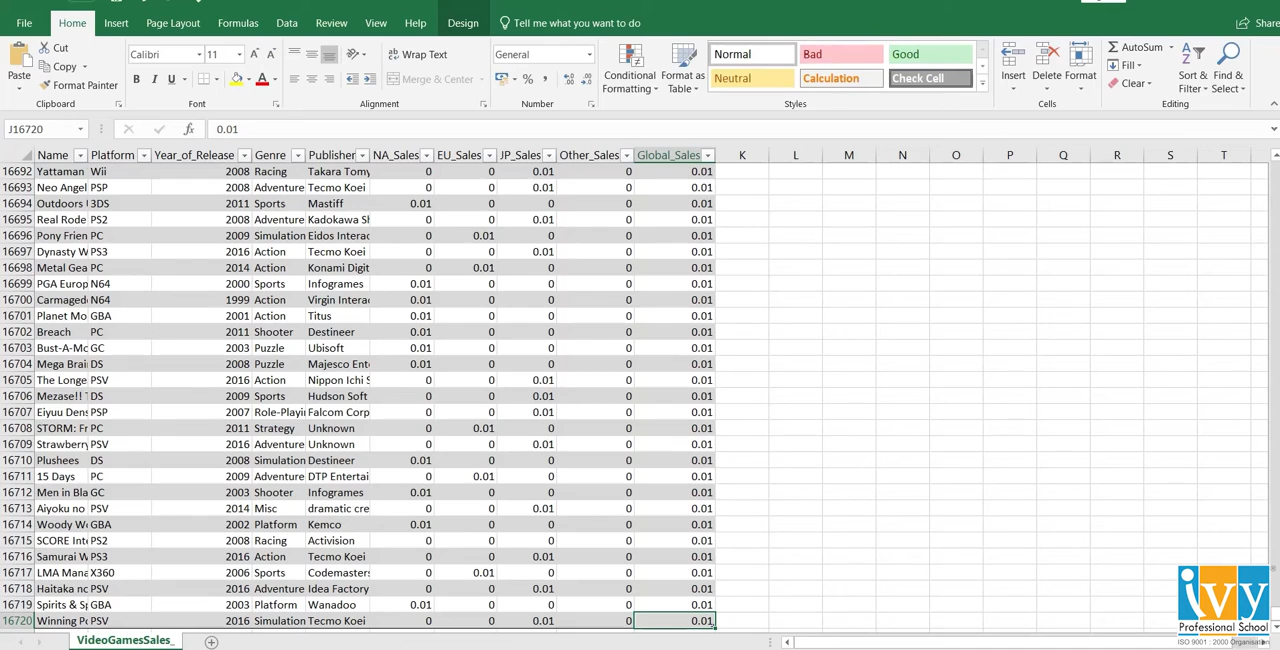 File Home Insert Page Layout Formulas Data Review View Help Design Tell me what you want to do Share
Paste Cut Copy Format Painter Clipboard
Calibri 11 Font
Wrap Text Merge & Center Alignment
General Number
Conditional Formatting Format as Table Normal Bad Good Neutral Calculation Check Cell Styles
Insert Delete Format Cells
AutoSum Fill Clear Sort & Filter Find & Select Editing
J16720 fx 0.01
Name Platform Year_of_Release Genre Publisher NA_Sales EU_Sales JP_Sales Other_Sales Global_Sales K L M N O P Q R S T
16692 Yattaman Wii 2008 Racing Takara Tomy 0 0 0.01 0 0.01
16693 Neo Angel PSP 2008 Adventure Tecmo Koei 0 0 0.01 0 0.01
16694 Outdoors 3DS 2011 Sports Mastiff 0.01 0 0 0 0.01
16695 Real Rode PS2 2008 Adventure Kadokawa Sh 0 0 0.01 0 0.01
16696 Pony Frien PC 2009 Simulation Eidos Interac 0 0.01 0 0 0.01
16697 Dynasty W PS3 2016 Action Tecmo Koei 0 0 0.01 0 0.01
16698 Metal Gea PC 2014 Action Konami Digit 0 0.01 0 0 0.01
16699 PGA Europ N64 2000 Sports Infogrames 0.01 0 0 0 0.01
16700 Carmaged N64 1999 Action Virgin Intera 0.01 0 0 0 0.01
16701 Planet Mo GBA 2001 Action Titus 0.01 0 0 0 0.01
16702 Breach PC 2011 Shooter Destineer 0.01 0 0 0 0.01
16703 Bust-A-Mo GC 2003 Puzzle Ubisoft 0.01 0 0 0 0.01
16704 Mega Brai DS 2008 Puzzle Majesco Ente 0.01 0 0 0 0.01
16705 The Longe PSV 2016 Action Nippon Ichi S 0 0 0.01 0 0.01
16706 Mezase!! T DS 2009 Sports Hudson Soft 0 0 0.01 0 0.01
16707 Eiyuu Dens PSP 2007 Role-Playi Falcom Corp 0 0 0.01 0 0.01
16708 STORM: Fr PC 2011 Strategy Unknown 0 0.01 0 0 0.01
16709 Strawberry PSV 2016 Adventure Unknown 0 0 0.01 0 0.01
16710 Plushees DS 2008 Simulation Destineer 0.01 0 0 0 0.01
16711 15 Days PC 2009 Adventure DTP Entertai 0 0.01 0 0 0.01
16712 Men in Bla GC 2003 Shooter Infogrames 0.01 0 0 0 0.01
16713 Aiyoku no PSV 2014 Misc dramatic cre 0 0 0.01 0 0.01
16714 Woody Wo GBA 2002 Platform Kemco 0.01 0 0 0 0.01
16715 SCORE Inte PS2 2008 Racing Activision 0 0 0 0 0.01
16716 Samurai W PS3 2016 Action Tecmo Koei 0 0 0.01 0 0.01
16717 LMA Mana X360 2006 Sports Codemasters 0 0.01 0 0 0.01
16718 Haitaka no PSV 2016 Adventure Idea Factory 0 0 0.01 0 0.01
16719 Spirits & Sp GBA 2003 Platform Wanadoo 0.01 0 0 0 0.01
16720 Winning Po PSV 2016 Simulation Tecmo Koei 0 0 0.01 0 0.01
VideoGamesSales_
ivy
Professional School
ISO 9001 : 2000 Organisation